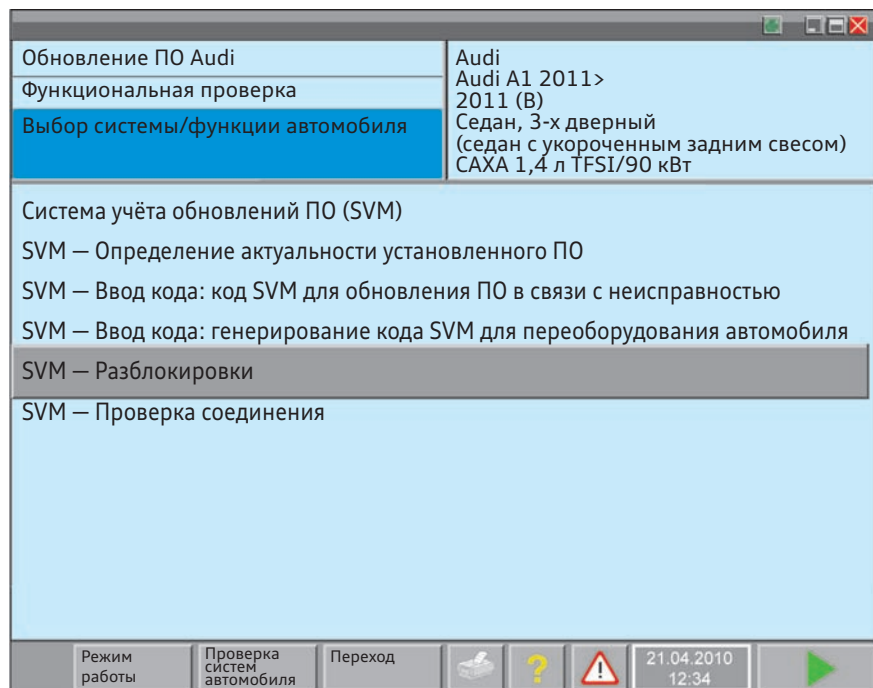 Обновление ПО Audi
Функциональная проверка
Выбор системы/функции автомобиля
Audi
Audi A1 2011>
2011 (B)
Седан, 3-х дверный
(седан с укороченным задним свесом)
CAXA 1,4 л TFSI/90 кВт
Система учёта обновлений ПО (SVM)
SVM — Определение актуальности установленного ПО
SVM — Ввод кода: код SVM для обновления ПО в связи с неисправностью
SVM — Ввод кода: генерирование кода SVM для переоборудования автомобиля
SVM — Разблокировки
SVM — Проверка соединения
Режим
работы
Проверка
систем
автомобиля
Переход
?
21.04.2010
12:34